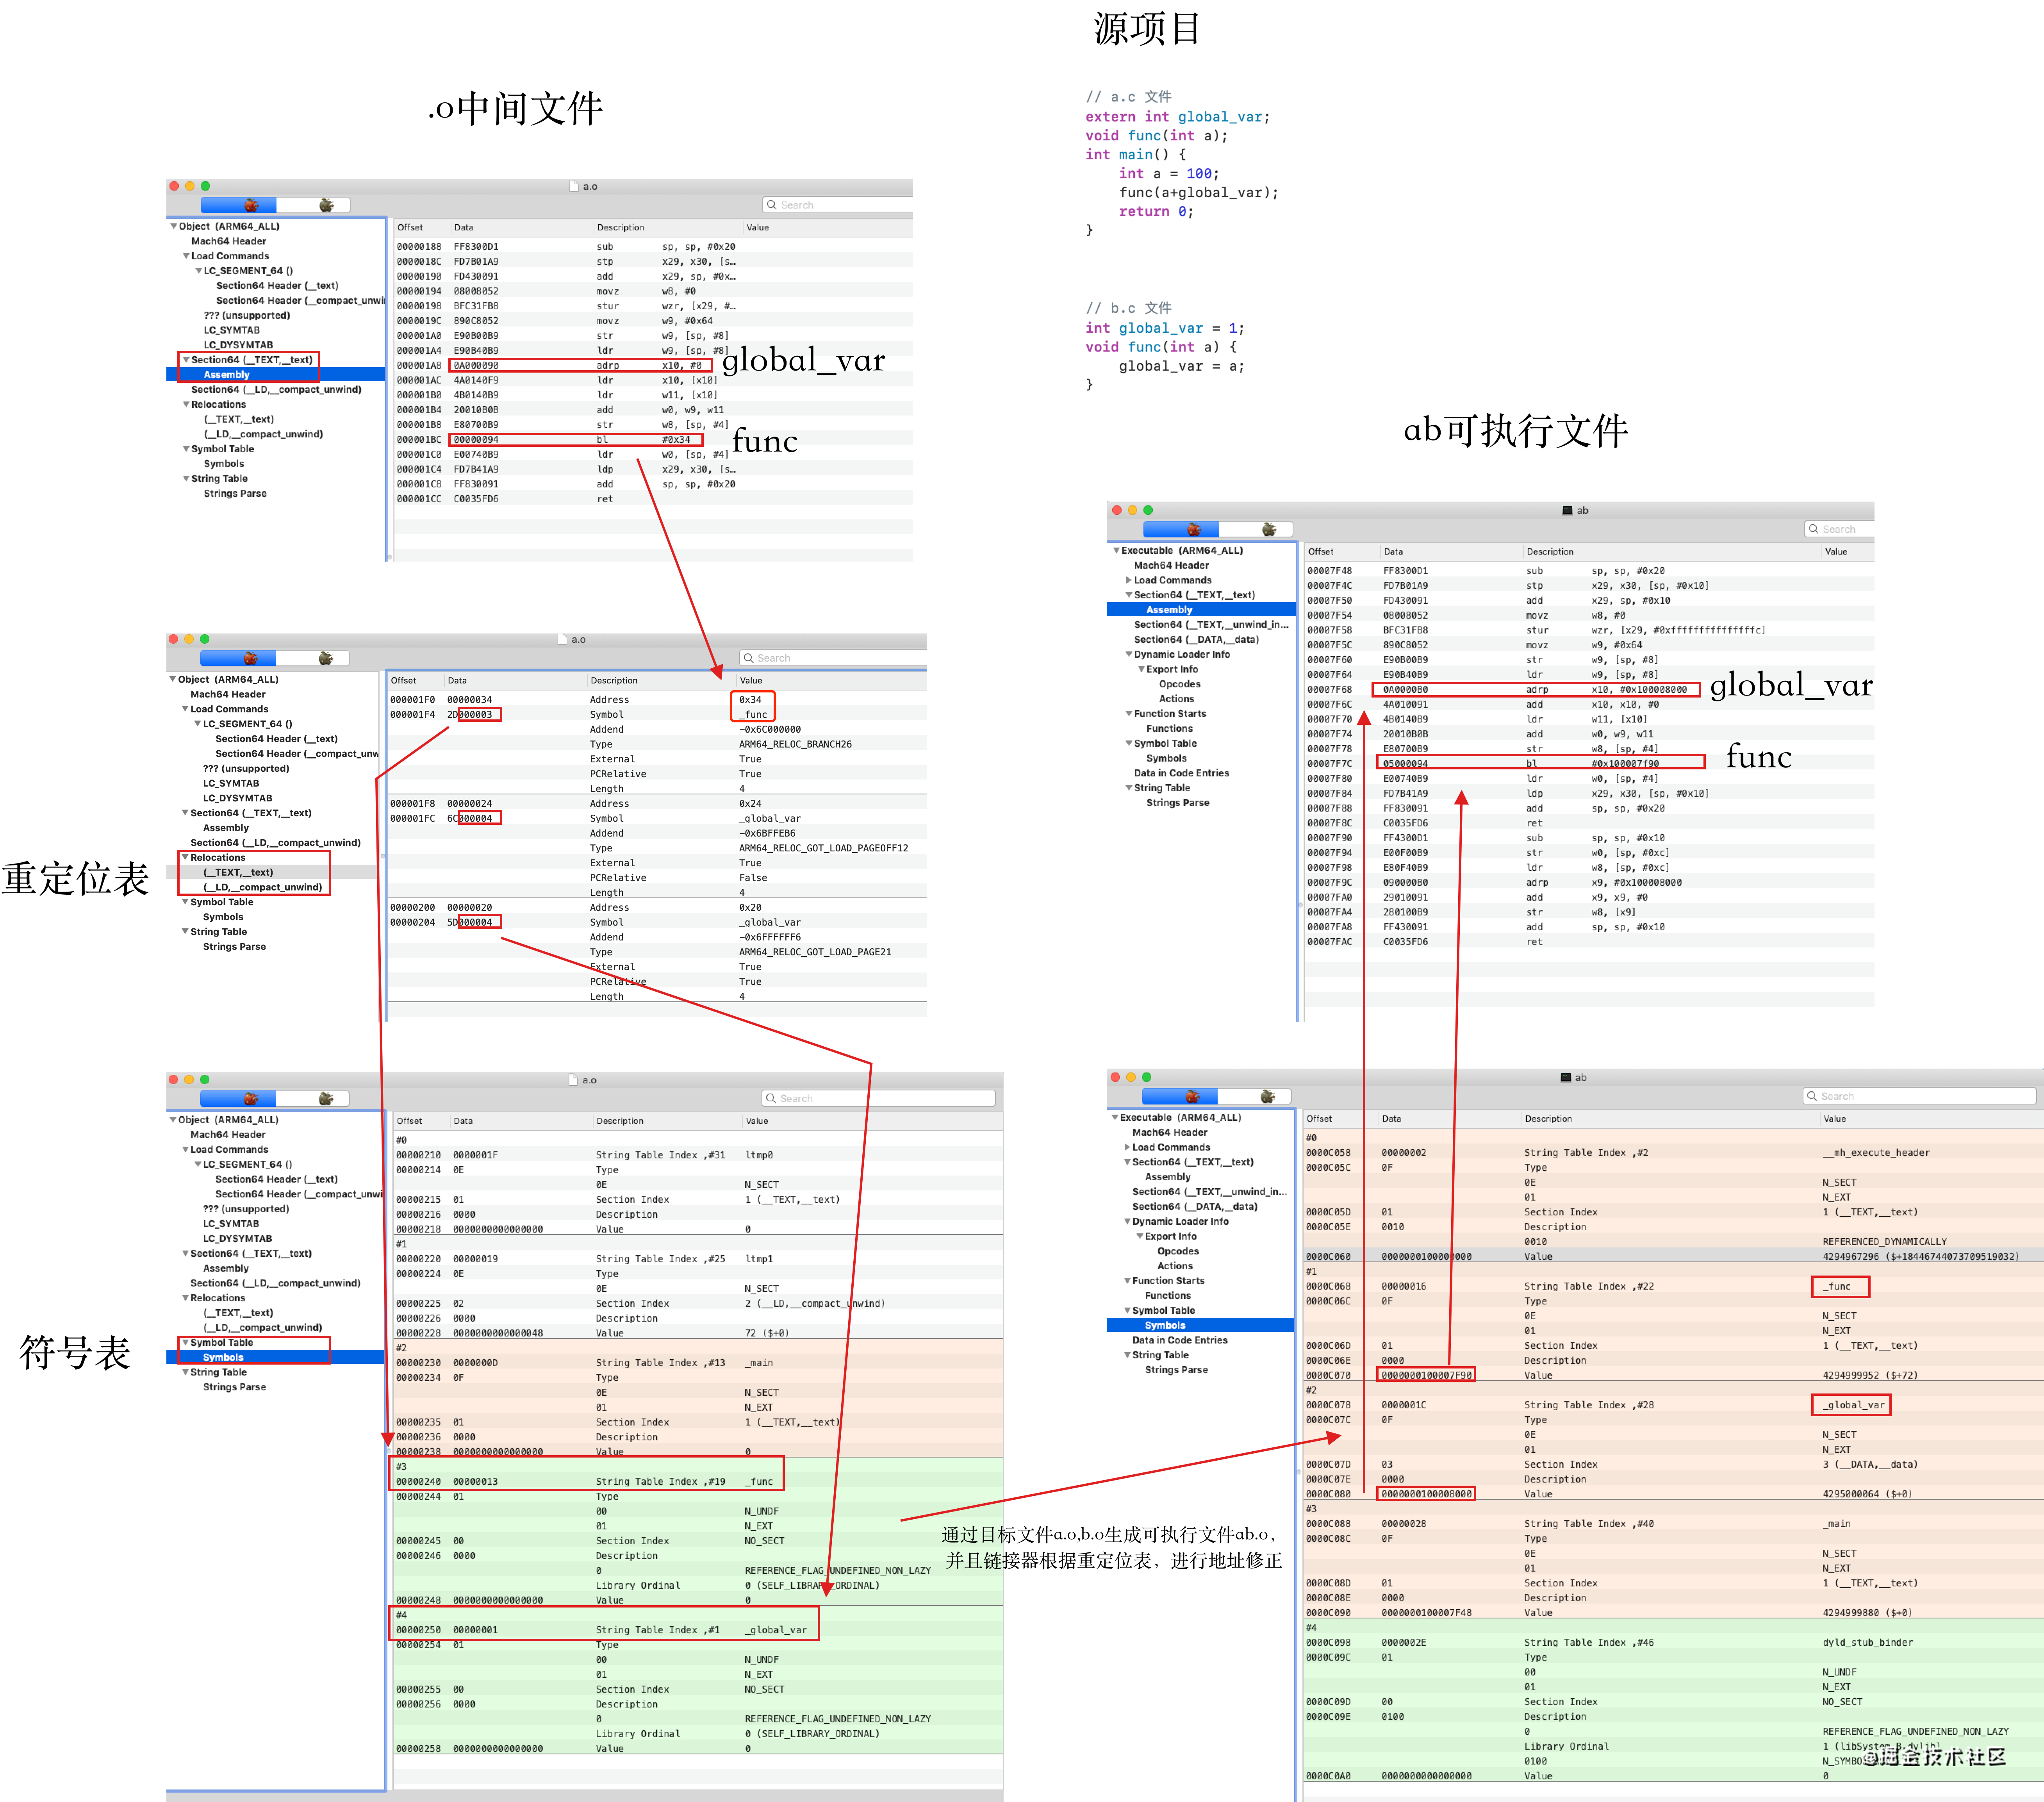 源项目
.o中间文件
// a.c 文件
extern int global_var;
void func(int a);
int main() {
int a = 100;
func(a+global_var);
return 0;
}
// b.c 文件
int global_var = 1;
void func(int a) {
global_var = a;
}
ab可执行文件
a.o
Search
Object (ARM64_ALL)
Mach64 Header
Load Commands
LC_SEGMENT_64 ()
Section64 Header (__text)
Section64 Header (__compact_unwi
??? (unsupported)
LC_SYMTAB
LC_DYSYMTAB
Section64 (__TEXT,__text)
Assembly
Section64 (__LD,__compact_unwind)
Relocations
(__TEXT,__text)
(__LD,__compact_unwind)
Symbol Table
Symbols
String Table
Strings Parse
Offset Data Description Value
00000188 FF8300D1 sub sp, sp, #0x20
0000018C FD7B01A9 stp x29, x30, [s…
00000190 FD430091 add x29, sp, #0x…
00000194 08008052 movz w8, #0
00000198 BFC31FB8 stur wzr, [x29, #…
0000019C 890C8052 movz w9, #0x64
000001A0 E90B00B9 str w9, [sp, #8]
000001A4 E90B40B9 ldr w9, [sp, #8]
000001A8 0A000090 adrp x10, #0
000001AC 4A0140F9 ldr x10, [x10]
000001B0 4B0140B9 ldr w11, [x10]
000001B4 20010B0B add w0, w9, w11
000001B8 E80700B9 str w8, [sp, #4]
000001BC 00000094 bl #0x34
000001C0 E00740B9 ldr w0, [sp, #4]
000001C4 FD7B41A9 ldp x29, x30, [s…
000001C8 FF830091 add sp, sp, #0x20
000001CC C0035FD6 ret
global_var
func
重定位表
a.o
Search
Object (ARM64_ALL)
Mach64 Header
Load Commands
LC_SEGMENT_64 ()
Section64 Header (__text)
Section64 Header (__compact_unw
??? (unsupported)
LC_SYMTAB
LC_DYSYMTAB
Section64 (__TEXT,__text)
Assembly
Section64 (__LD,__compact_unwind)
Relocations
(__TEXT,__text)
(__LD,__compact_unwind)
Symbol Table
Symbols
String Table
Strings Parse
Offset Data Description Value
000001F0 00000034 Address 0x34
000001F4 2D000003 Symbol _func
Addend -0x6C000000
Type ARM64_RELOC_BRANCH26
External True
PCRelative True
Length 4
000001F8 00000024 Address 0x24
000001FC 6C000004 Symbol _global_var
Addend -0x6BFFEB6
Type ARM64_RELOC_GOT_LOAD_PAGEOFF12
External True
PCRelative False
Length 4
00000200 00000020 Address 0x20
00000204 5D000004 Symbol _global_var
Addend -0x6FFFFFF6
Type ARM64_RELOC_GOT_LOAD_PAGE21
External True
PCRelative True
Length 4
符号表
a.o
Search
Object (ARM64_ALL)
Mach64 Header
Load Commands
LC_SEGMENT_64 ()
Section64 Header (__text)
Section64 Header (__compact_unwi
??? (unsupported)
LC_SYMTAB
LC_DYSYMTAB
Section64 (__TEXT,__text)
Assembly
Section64 (__LD,__compact_unwind)
Relocations
(__TEXT,__text)
(__LD,__compact_unwind)
Symbol Table
Symbols
String Table
Strings Parse
Offset Data Description Value
#0
00000210 0000001F String Table Index ,#31 ltmp0
00000214 0E Type
0E N_SECT
00000215 01 Section Index 1 (__TEXT,__text)
00000216 0000 Description
00000218 0000000000000000 Value 0
#1
00000220 00000019 String Table Index ,#25 ltmp1
00000224 0E Type
0E N_SECT
00000225 02 Section Index 2 (__LD,__compact_unwind)
00000226 0000 Description
00000228 0000000000000048 Value 72 ($+0)
#2
00000230 0000000D String Table Index ,#13 _main
00000234 0F Type
0E N_SECT
01 N_EXT
00000235 01 Section Index 1 (__TEXT,__text)
00000236 0000 Description
00000238 0000000000000000 Value 0
#3
00000240 00000013 String Table Index ,#19 _func
00000244 01 Type
00 N_UNDF
01 N_EXT
00000245 00 Section Index NO_SECT
00000246 0000 Description
0 REFERENCE_FLAG_UNDEFINED_NON_LAZY
Library Ordinal 0 (SELF_LIBRARY_ORDINAL)
00000248 0000000000000000 Value 0
#4
00000250 00000001 String Table Index ,#1 _global_var
00000254 01 Type
00 N_UNDF
01 N_EXT
00000255 00 Section Index NO_SECT
00000256 0000 Description
0 REFERENCE_FLAG_UNDEFINED_NON_LAZY
Library Ordinal 0 (SELF_LIBRARY_ORDINAL)
00000258 0000000000000000 Value 0
通过目标文件a.o,b.o生成可执行文件ab.o，
并且链接器根据重定位表，进行地址修正
ab
Search
Executable (ARM64_ALL)
Mach64 Header
Load Commands
Section64 (__TEXT,__text)
Assembly
Section64 (__TEXT,__unwind_in...
Section64 (__DATA,__data)
Dynamic Loader Info
Export Info
Opcodes
Actions
Function Starts
Functions
Symbol Table
Symbols
Data in Code Entries
String Table
Strings Parse
Offset Data Description Value
00007F48 FF8300D1 sub sp, sp, #0x20
00007F4C FD7B01A9 stp x29, x30, [sp, #0x10]
00007F50 FD430091 add x29, sp, #0x10
00007F54 08008052 movz w8, #0
00007F58 BFC31FB8 stur wzr, [x29, #0xfffffffffffffffc]
00007F5C 890C8052 movz w9, #0x64
00007F60 E90B00B9 str w9, [sp, #8]
00007F64 E90B40B9 ldr w9, [sp, #8]
00007F68 0A0000B0 adrp x10, #0x100008000
00007F6C 4A010091 add x10, x10, #0
00007F70 4B0140B9 ldr w11, [x10]
00007F74 20010B0B add w0, w9, w11
00007F78 E80700B9 str w8, [sp, #4]
00007F7C 05000094 bl #0x100007f90
00007F80 E00740B9 ldr w0, [sp, #4]
00007F84 FD7B41A9 ldp x29, x30, [sp, #0x10]
00007F88 FF830091 add sp, sp, #0x20
00007F8C C0035FD6 ret
00007F90 FF4300D1 sub sp, sp, #0x10
00007F94 E00F00B9 str w0, [sp, #0xc]
00007F98 E80F40B9 ldr w8, [sp, #0xc]
00007F9C 090000B0 adrp x9, #0x100008000
00007FA0 29010091 add x9, x9, #0
00007FA4 280100B9 str w8, [x9]
00007FA8 FF430091 add sp, sp, #0x10
00007FAC C0035FD6 ret
global_var
func
ab
Search
Executable (ARM64_ALL)
Mach64 Header
Load Commands
Section64 (__TEXT,__text)
Assembly
Section64 (__TEXT,__unwind_in...
Section64 (__DATA,__data)
Dynamic Loader Info
Export Info
Opcodes
Actions
Function Starts
Functions
Symbol Table
Symbols
Data in Code Entries
String Table
Strings Parse
Offset Data Description Value
#0
0000C058 00000002 String Table Index ,#2 __mh_execute_header
0000C05C 0F Type
0E N_SECT
01 N_EXT
0000C05D 01 Section Index 1 (__TEXT,__text)
0000C05E 0010 Description
0010 REFERENCED_DYNAMICALLY
0000C060 0000000100000000 Value 4294967296 ($+18446744073709519032)
#1
0000C068 00000016 String Table Index ,#22 _func
0000C06C 0F Type
0E N_SECT
01 N_EXT
0000C06D 01 Section Index 1 (__TEXT,__text)
0000C06E 0000 Description
0000C070 0000000100007F90 Value 4294999952 ($+72)
#2
0000C078 0000001C String Table Index ,#28 _global_var
0000C07C 0F Type
0E N_SECT
01 N_EXT
0000C07D 03 Section Index 3 (__DATA,__data)
0000C07E 0000 Description
0000C080 0000000100008000 Value 4295000064 ($+0)
#3
0000C088 00000028 String Table Index ,#40 _main
0000C08C 0F Type
0E N_SECT
01 N_EXT
0000C08D 01 Section Index 1 (__TEXT,__text)
0000C08E 0000 Description
0000C090 0000000100007F48 Value 4294999880 ($+0)
#4
0000C098 0000002E String Table Index ,#46 dyld_stub_binder
0000C09C 01 Type
00 N_UNDF
01 N_EXT
0000C09D 00 Section Index NO_SECT
0000C09E 0100 Description
0 REFERENCE_FLAG_UNDEFINED_NON_LAZY
Library Ordinal 1 (libSystem.B.dylib)
0100 N_SYMBO
0000C0A0 0000000000000000 Value 0
@掘金技术社区